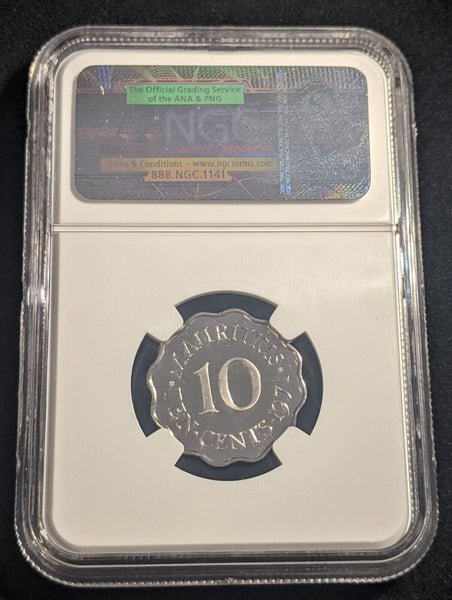 The Official Grading Service
of the ANA & PNG
NGC
Terms & Conditions – www.ngcterms.com
888.NGC.1141
MAURITIUS
10
TEN·CENTS·1971